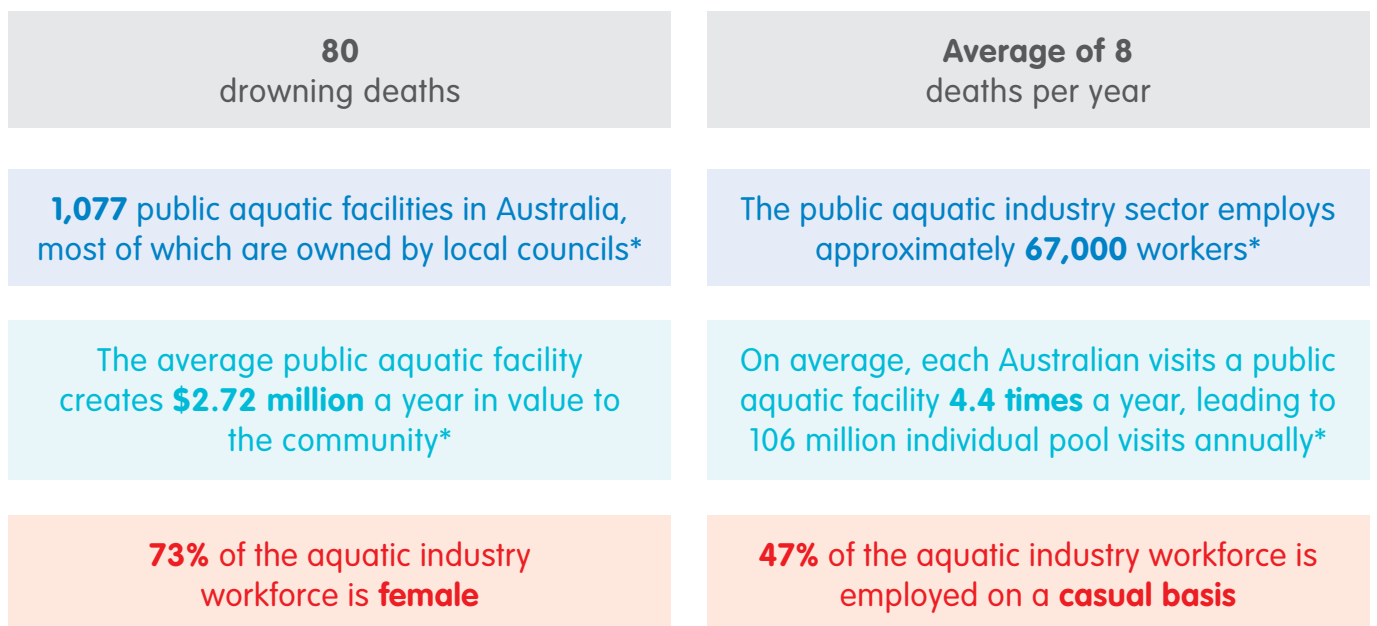 80
drowning deaths
Average of 8
deaths per year
1,077 public aquatic facilities in Australia,
most of which are owned by local councils*
The public aquatic industry sector employs
approximately 67,000 workers*
The average public aquatic facility
creates $2.72 million a year in value to
the community*
On average, each Australian visits a public
aquatic facility 4.4 times a year, leading to
106 million individual pool visits annually*
73% of the aquatic industry
workforce is female
47% of the aquatic industry workforce is
employed on a casual basis